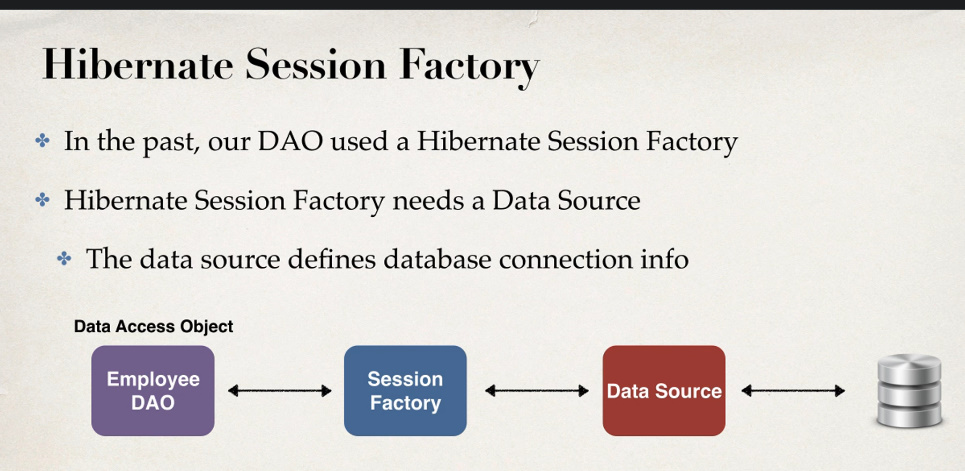 Hibernate Session Factory
In the past, our DAO used a Hibernate Session Factory
Hibernate Session Factory needs a Data Source
The data source defines database connection info
Data Access Object
Employee
DAO
Session
Factory
Data Source